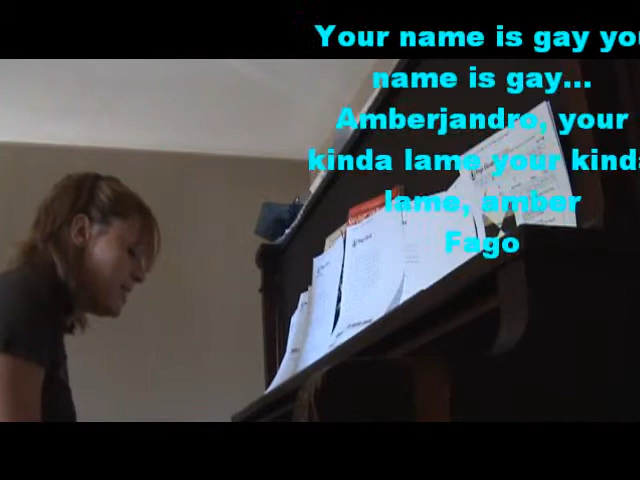 Your name is gay you
name is gay...
Amberjandro, your
kinda lame your kinda
lame, amber
Fago